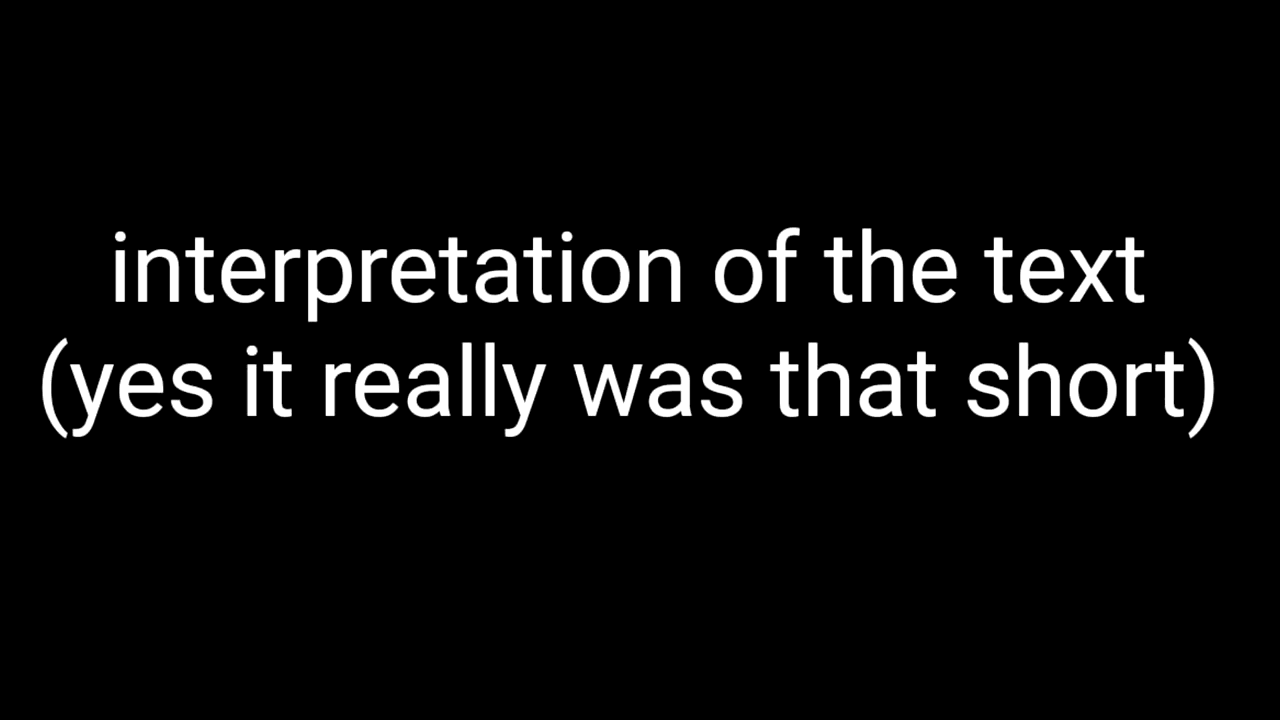 interpretation of the text
(yes it really was that short)